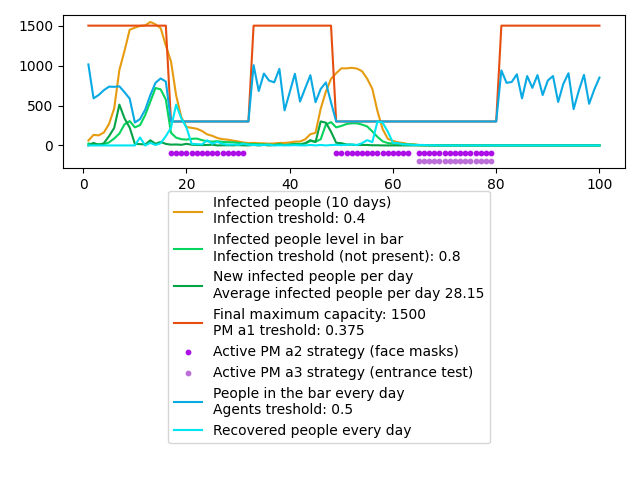 1500
1000
500
0
0 20 40 60 80 100
Infected people (10 days)
Infection treshold: 0.4
Infected people level in bar
Infection treshold (not present): 0.8
New infected people per day
Average infected people per day 28.15
Final maximum capacity: 1500
PM a1 treshold: 0.375
Active PM a2 strategy (face masks)
Active PM a3 strategy (entrance test)
People in the bar every day
Agents treshold: 0.5
Recovered people every day